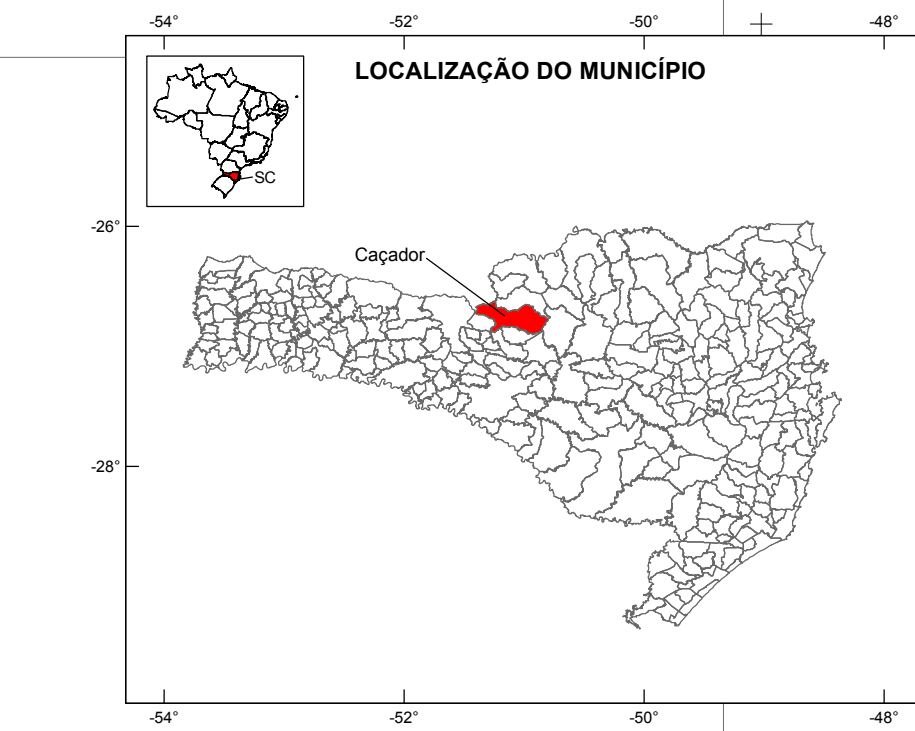 -54° -52° -50° -48°
LOCALIZAÇÃO DO MUNICÍPIO
SC
-26°
Caçador
-28°
-54° -52° -50° -48°